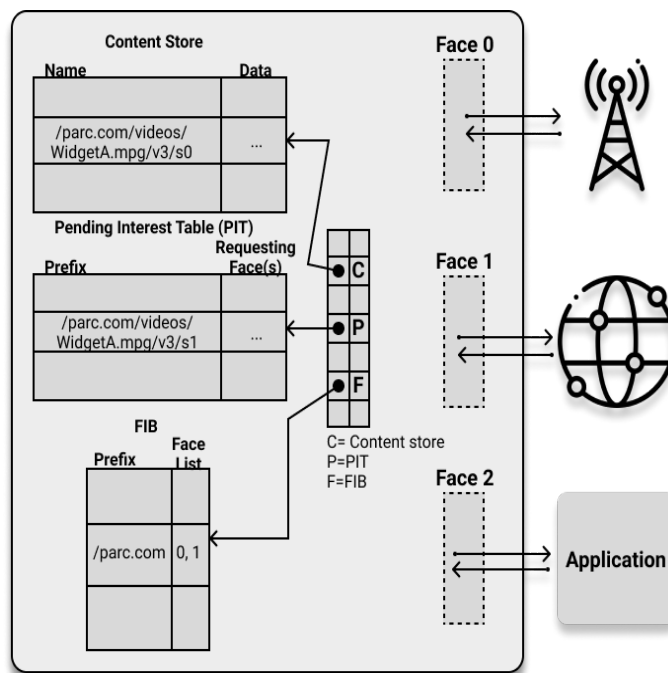 Content Store
Name Data
/parc.com/videos/
WidgetA.mpg/v3/s0
...
Pending Interest Table (PIT)
Requesting
Face(s)
Prefix
/parc.com/videos/
WidgetA.mpg/v3/s1
...
FIB
Face
List
Prefix
/parc.com 0, 1
C
P
F
C= Content store
P=PIT
F=FIB
Face 0
Face 1
Face 2
Application